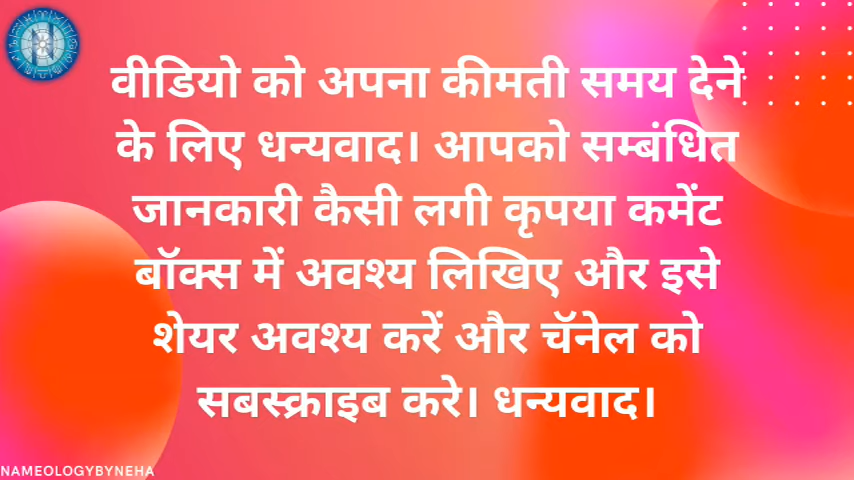 वीडियो को अपना कीमती समय देने
के लिए धन्यवाद। आपको सम्बंधित
जानकारी कैसी लगी कृपया कमेंट
बॉक्स में अवश्य लिखिए और इसे
शेयर अवश्य करें और चॅनेल को
सबस्क्राइब करे। धन्यवाद।
NAMEOLOGYBYNEHA